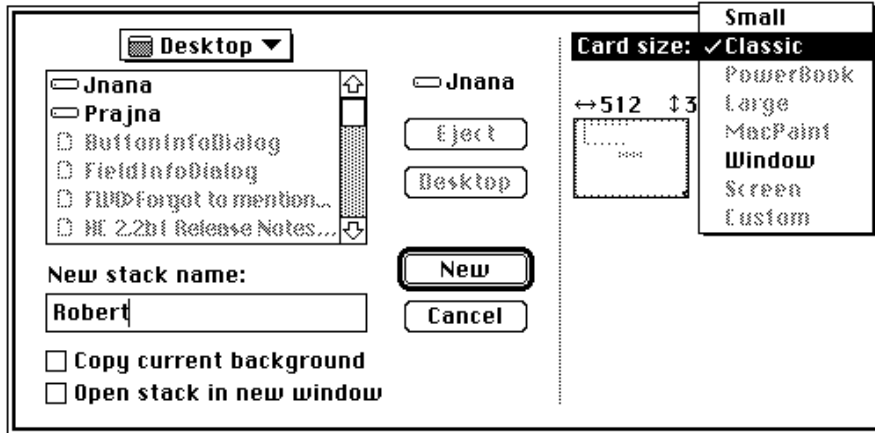 Desktop
Jnana
Prajna
ButtonInfoDialog
FieldInfoDialog
FWD>Forgot to mention...
HC 2.2b1 Release Notes...
New stack name:
Robert
Copy current background
Open stack in new window
Jnana
Eject
Desktop
New
Cancel
Card size:
↔512 ↕3
Small
✓Classic
PowerBook
Large
MacPaint
Window
Screen
Custom